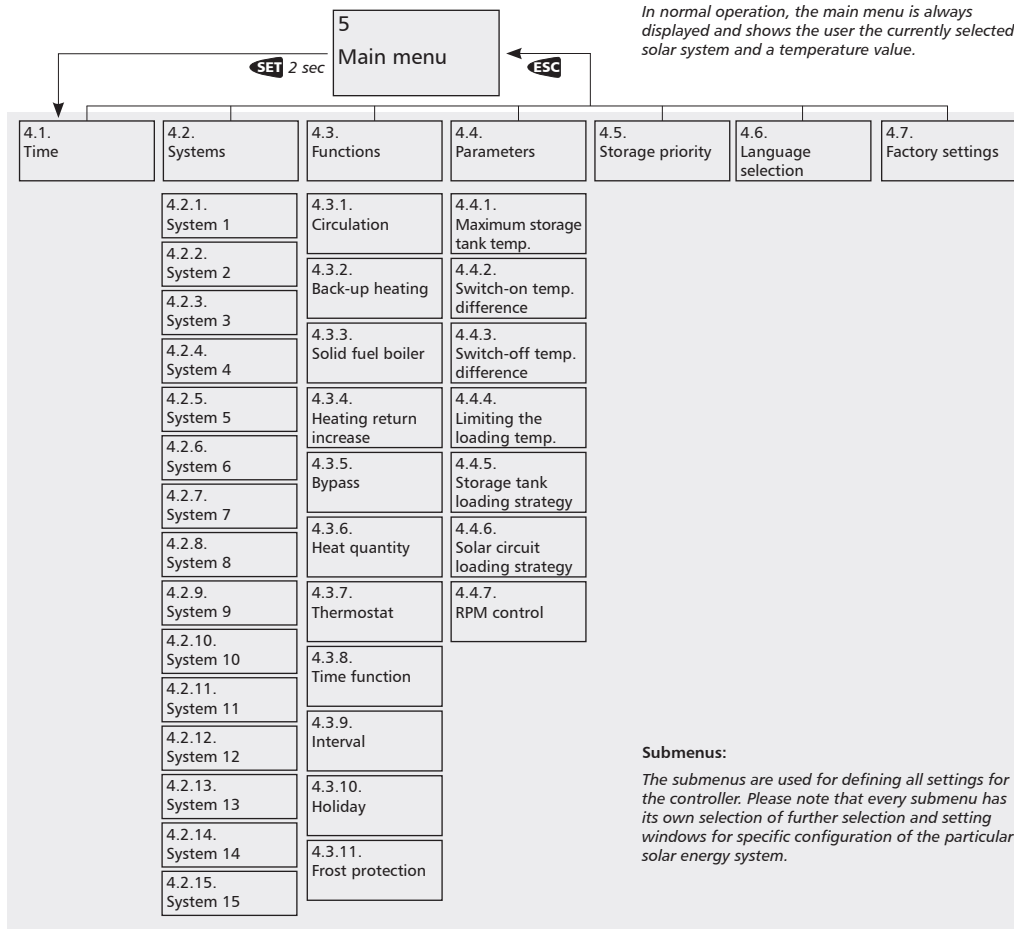 5
Main menu
SET 2 sec
ESC
In normal operation, the main menu is always
displayed and shows the user the currently selected
solar system and a temperature value.
4.1.
Time
4.2.
Systems
4.3.
Functions
4.4.
Parameters
4.5.
Storage priority
4.6.
Language
selection
4.7.
Factory settings
4.2.1.
System 1
4.2.2.
System 2
4.2.3.
System 3
4.2.4.
System 4
4.2.5.
System 5
4.2.6.
System 6
4.2.7.
System 7
4.2.8.
System 8
4.2.9.
System 9
4.2.10.
System 10
4.2.11.
System 11
4.2.12.
System 12
4.2.13.
System 13
4.2.14.
System 14
4.2.15.
System 15
4.3.1.
Circulation
4.3.2.
Back-up heating
4.3.3.
Solid fuel boiler
4.3.4.
Heating return
increase
4.3.5.
Bypass
4.3.6.
Heat quantity
4.3.7.
Thermostat
4.3.8.
Time function
4.3.9.
Interval
4.3.10.
Holiday
4.3.11.
Frost protection
4.4.1.
Maximum storage
tank temp.
4.4.2.
Switch-on temp.
difference
4.4.3.
Switch-off temp.
difference
4.4.4.
Limiting the
loading temp.
4.4.5.
Storage tank
loading strategy
4.4.6.
Solar circuit
loading strategy
4.4.7.
RPM control
Submenus:
The submenus are used for defining all settings for
the controller. Please note that every submenu has
its own selection of further selection and setting
windows for specific configuration of the particular
solar energy system.